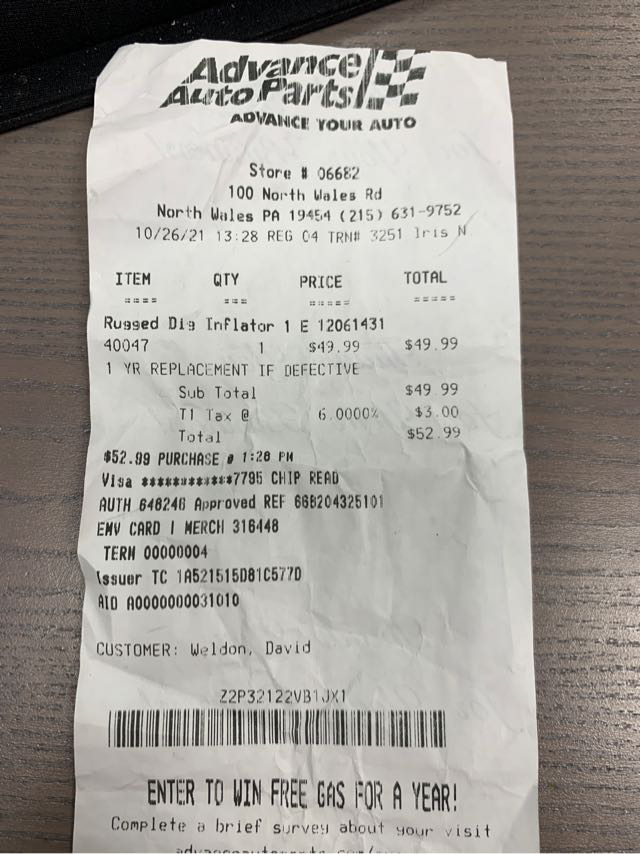 Advance
Auto Parts
ADVANCE YOUR AUTO
Store # 06682
100 North Wales Rd
North Wales PA 19454 (215) 631-9752
10/26/21 13:28 REG 04 TRN# 3251 Iris N
ITEM QTY PRICE TOTAL
==== === ===== =====
Rugged Dig Inflator 1 E 12061431
40047 1 $49.99 $49.99
1 YR REPLACEMENT IF DEFECTIVE
Sub Total $49.99
T1 Tax @ 6.0000% $3.00
Total $52.99
$52.99 PURCHASE @ 1:28 PM
Visa ************7795 CHIP READ
AUTH 648246 Approved REF 668204325101
EMV CARD | MERCH 316448
TERM 00000004
Issuer TC 1A521515D81C577D
AID A0000000031010
CUSTOMER: Weldon, David
Z2P32122VB1JX1
ENTER TO WIN FREE GAS FOR A YEAR!
Complete a brief survey about your visit